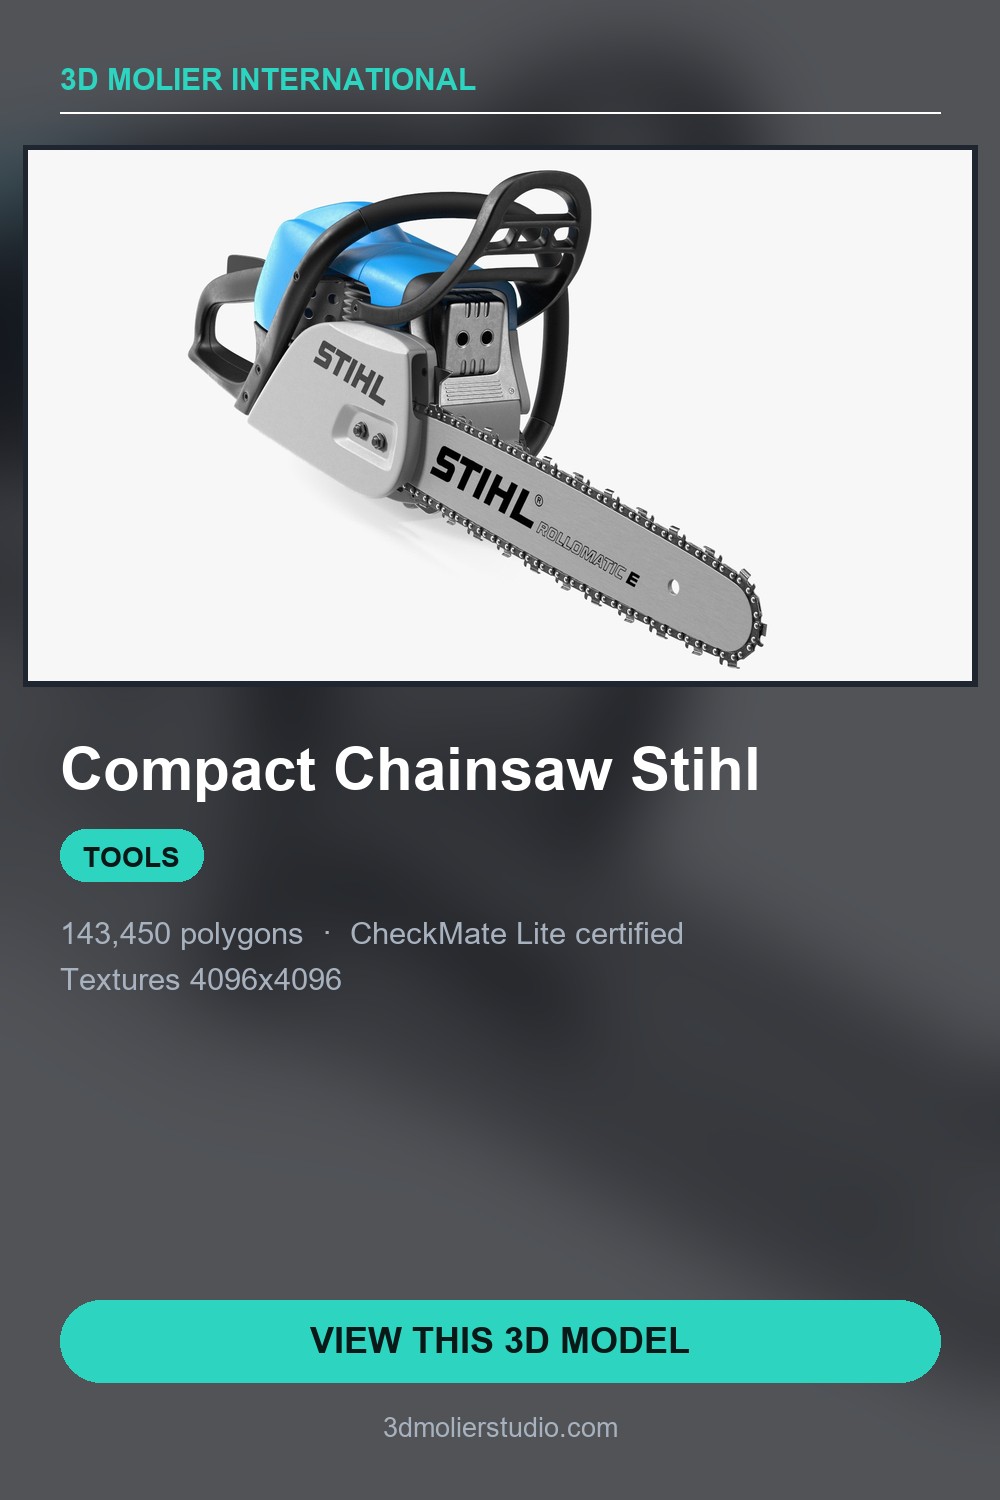 3D MOLIER INTERNATIONAL
STIHL
STIHL®
ROLLOMATIC E
Compact Chainsaw Stihl
TOOLS
143,450 polygons · CheckMate Lite certified
Textures 4096x4096
VIEW THIS 3D MODEL
3dmolierstudio.com